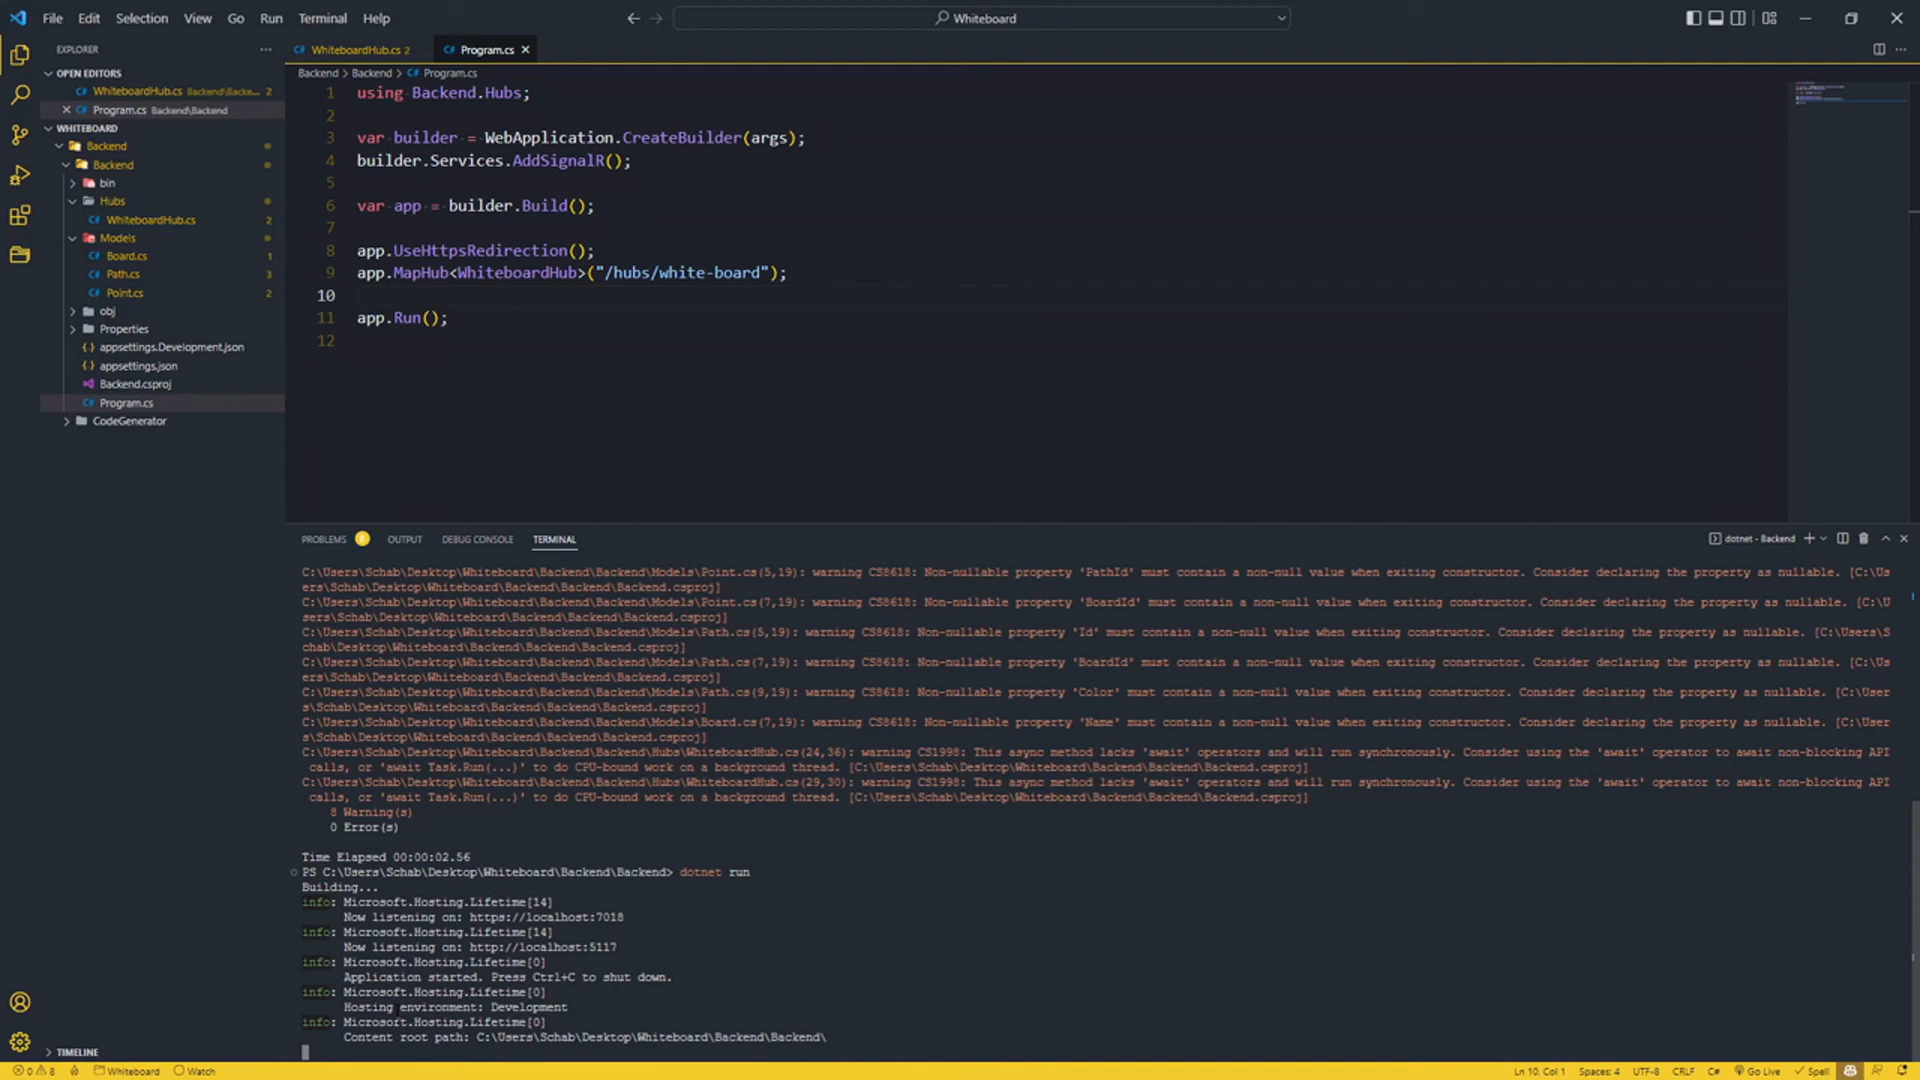 File Edit Selection View Go Run Terminal Help
Whiteboard
EXPLORER
OPEN EDITORS
WhiteboardHub.cs Backend\Backe... 2
Program.cs Backend\Backend
WHITEBOARD
Backend
Backend
bin
Hubs
WhiteboardHub.cs 2
Models
Board.cs 1
Path.cs 3
Point.cs 2
obj
Properties
appsettings.Development.json
appsettings.json
Backend.csproj
Program.cs
CodeGenerator
TIMELINE
WhiteboardHub.cs 2
Program.cs
Backend > Backend > Program.cs
1 using Backend.Hubs;
2
3 var builder = WebApplication.CreateBuilder(args);
4 builder.Services.AddSignalR();
5
6 var app = builder.Build();
7
8 app.UseHttpsRedirection();
9 app.MapHub<WhiteboardHub>("/hubs/white-board");
10
11 app.Run();
12
PROBLEMS 8 OUTPUT DEBUG CONSOLE TERMINAL
dotnet - Backend
C:\Users\Schab\Desktop\Whiteboard\Backend\Backend\Models\Point.cs(5,19): warning CS8618: Non-nullable property 'PathId' must contain a non-null value when exiting constructor. Consider declaring the property as nullable. [C:\Us
ers\Schab\Desktop\Whiteboard\Backend\Backend\Backend.csproj]
C:\Users\Schab\Desktop\Whiteboard\Backend\Backend\Models\Point.cs(7,19): warning CS8618: Non-nullable property 'BoardId' must contain a non-null value when exiting constructor. Consider declaring the property as nullable. [C:\U
sers\Schab\Desktop\Whiteboard\Backend\Backend\Backend.csproj]
C:\Users\Schab\Desktop\Whiteboard\Backend\Backend\Models\Path.cs(5,19): warning CS8618: Non-nullable property 'Id' must contain a non-null value when exiting constructor. Consider declaring the property as nullable. [C:\Users\S
chab\Desktop\Whiteboard\Backend\Backend\Backend.csproj]
C:\Users\Schab\Desktop\Whiteboard\Backend\Backend\Models\Path.cs(7,19): warning CS8618: Non-nullable property 'BoardId' must contain a non-null value when exiting constructor. Consider declaring the property as nullable. [C:\Us
ers\Schab\Desktop\Whiteboard\Backend\Backend\Backend.csproj]
C:\Users\Schab\Desktop\Whiteboard\Backend\Backend\Models\Path.cs(9,19): warning CS8618: Non-nullable property 'Color' must contain a non-null value when exiting constructor. Consider declaring the property as nullable. [C:\User
s\Schab\Desktop\Whiteboard\Backend\Backend\Backend.csproj]
C:\Users\Schab\Desktop\Whiteboard\Backend\Backend\Models\Board.cs(7,19): warning CS8618: Non-nullable property 'Name' must contain a non-null value when exiting constructor. Consider declaring the property as nullable. [C:\User
s\Schab\Desktop\Whiteboard\Backend\Backend\Backend.csproj]
C:\Users\Schab\Desktop\Whiteboard\Backend\Backend\Hubs\WhiteboardHub.cs(24,36): warning CS1998: This async method lacks 'await' operators and will run synchronously. Consider using the 'await' operator to await non-blocking API
calls, or 'await Task.Run(...)' to do CPU-bound work on a background thread. [C:\Users\Schab\Desktop\Whiteboard\Backend\Backend\Backend.csproj]
C:\Users\Schab\Desktop\Whiteboard\Backend\Backend\Hubs\WhiteboardHub.cs(29,30): warning CS1998: This async method lacks 'await' operators and will run synchronously. Consider using the 'await' operator to await non-blocking API
calls, or 'await Task.Run(...)' to do CPU-bound work on a background thread. [C:\Users\Schab\Desktop\Whiteboard\Backend\Backend\Backend.csproj]
8 Warning(s)
0 Error(s)
Time Elapsed 00:00:02.56
PS C:\Users\Schab\Desktop\Whiteboard\Backend\Backend> dotnet run
Building...
info: Microsoft.Hosting.Lifetime[14]
Now listening on: https://localhost:7018
info: Microsoft.Hosting.Lifetime[14]
Now listening on: http://localhost:5117
info: Microsoft.Hosting.Lifetime[0]
Application started. Press Ctrl+C to shut down.
info: Microsoft.Hosting.Lifetime[0]
Hosting environment: Development
info: Microsoft.Hosting.Lifetime[0]
Content root path: C:\Users\Schab\Desktop\Whiteboard\Backend\Backend\
0 8 Whiteboard Watch Ln 10, Col 1 Spaces: 4 UTF-8 CRLF C# Go Live Spell